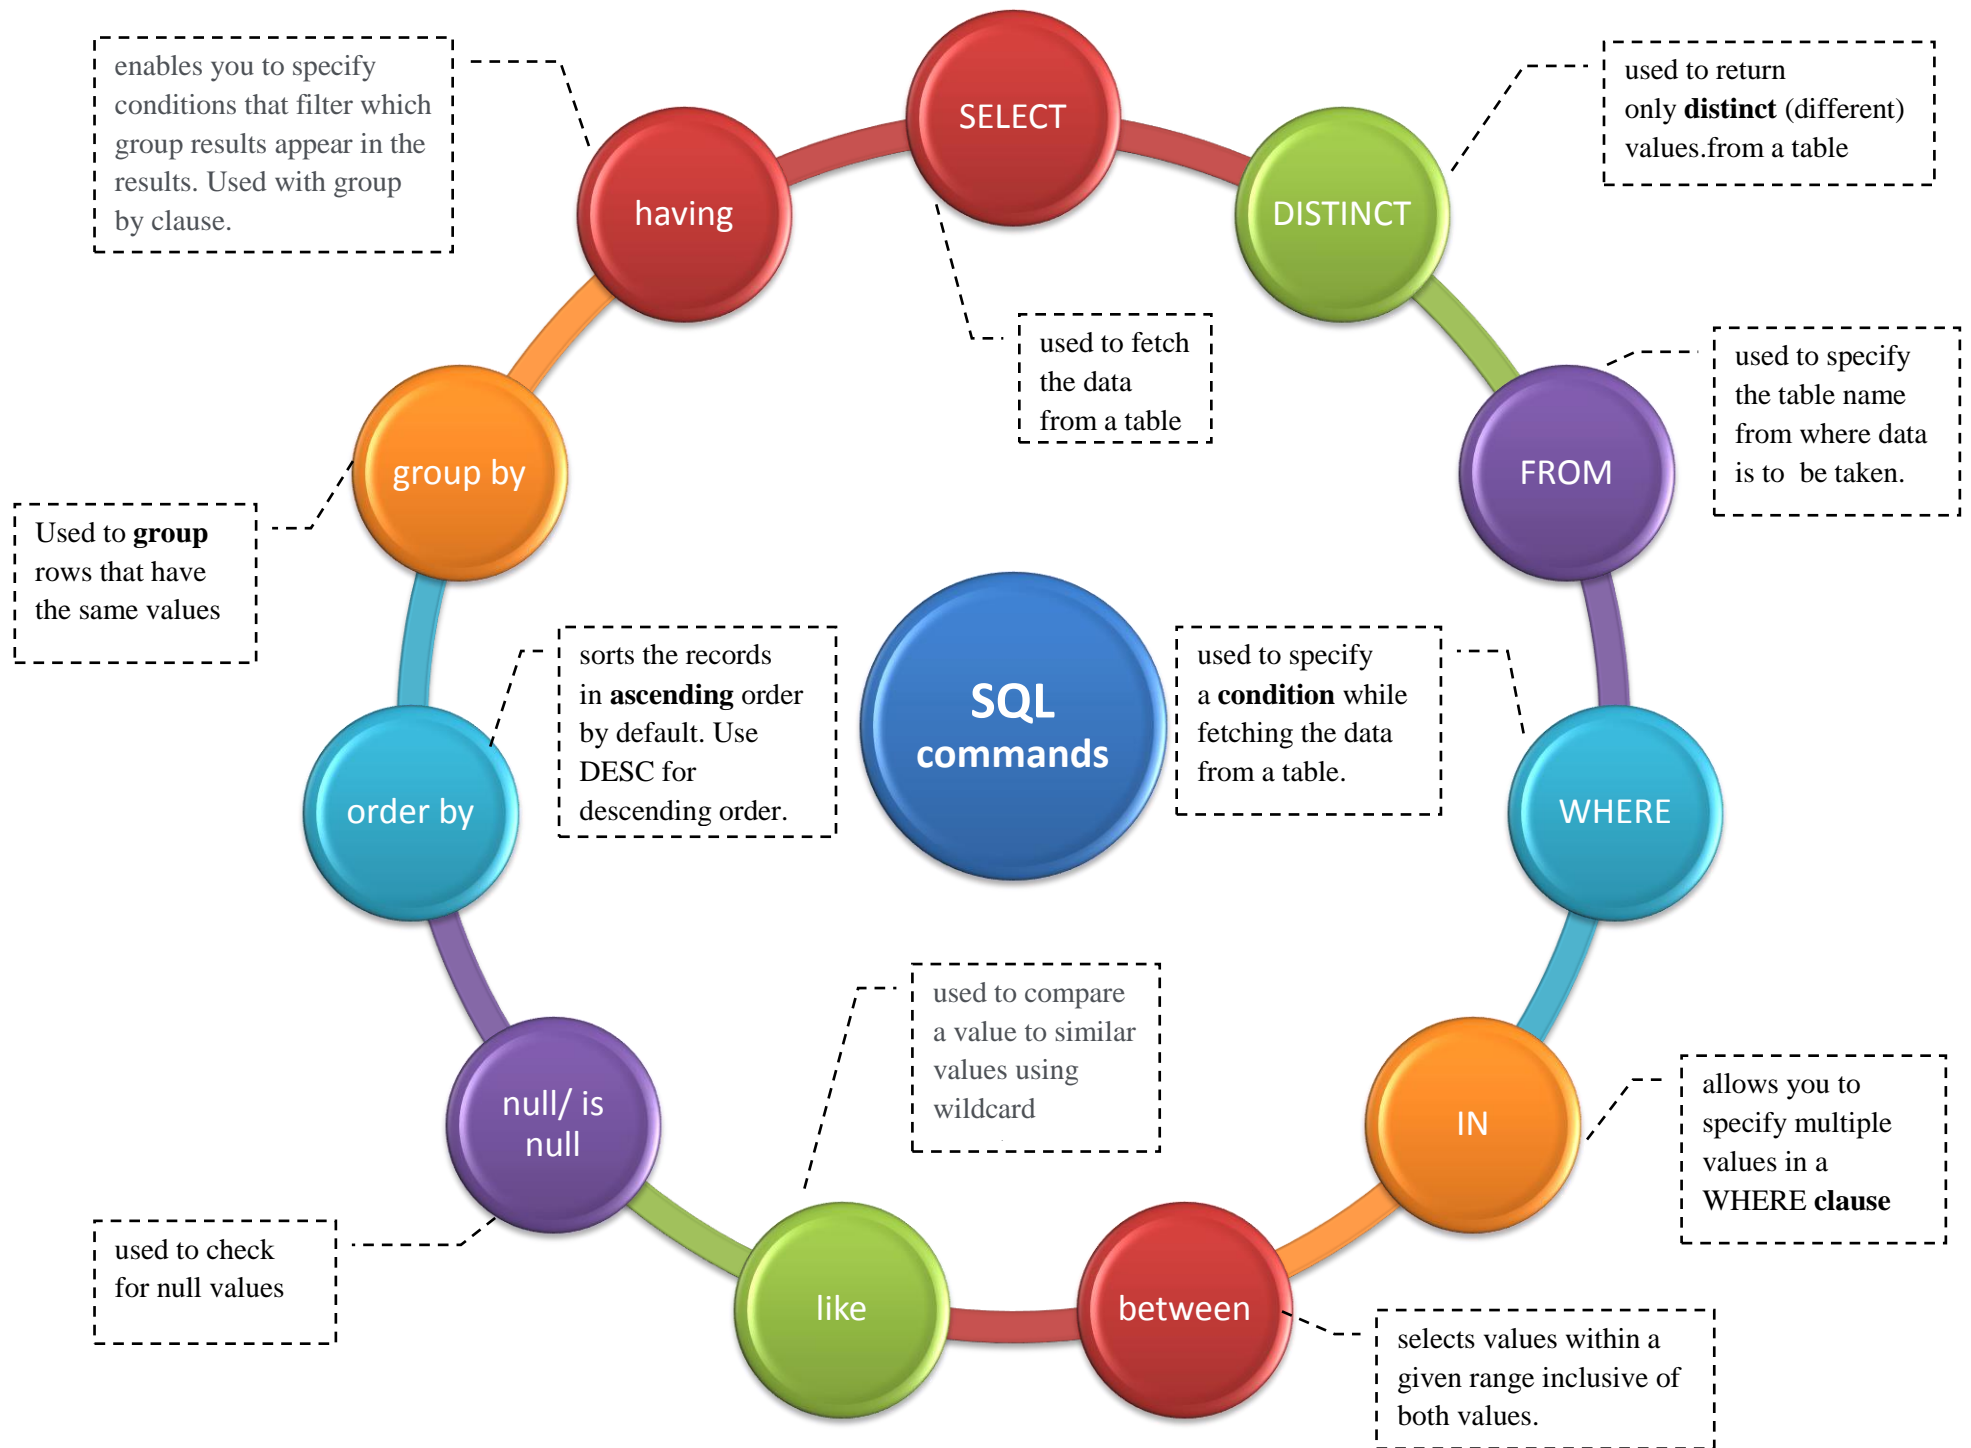 enables you to specify
conditions that filter which
group results appear in the
results. Used with group
by clause.
having
SELECT
used to fetch
the data
from a table
DISTINCT
used to return
only distinct (different)
values.from a table
FROM
used to specify
the table name
from where data
is to  be taken.
group by
Used to group
rows that have
the same values
order by
sorts the records
in ascending order
by default. Use
DESC for
descending order.
SQL
commands
used to specify
a condition while
fetching the data
from a table.
WHERE
null/ is
null
used to check
for null values
used to compare
a value to similar
values using
wildcard
like
between
selects values within a
given range inclusive of
both values.
IN
allows you to
specify multiple
values in a
WHERE clause